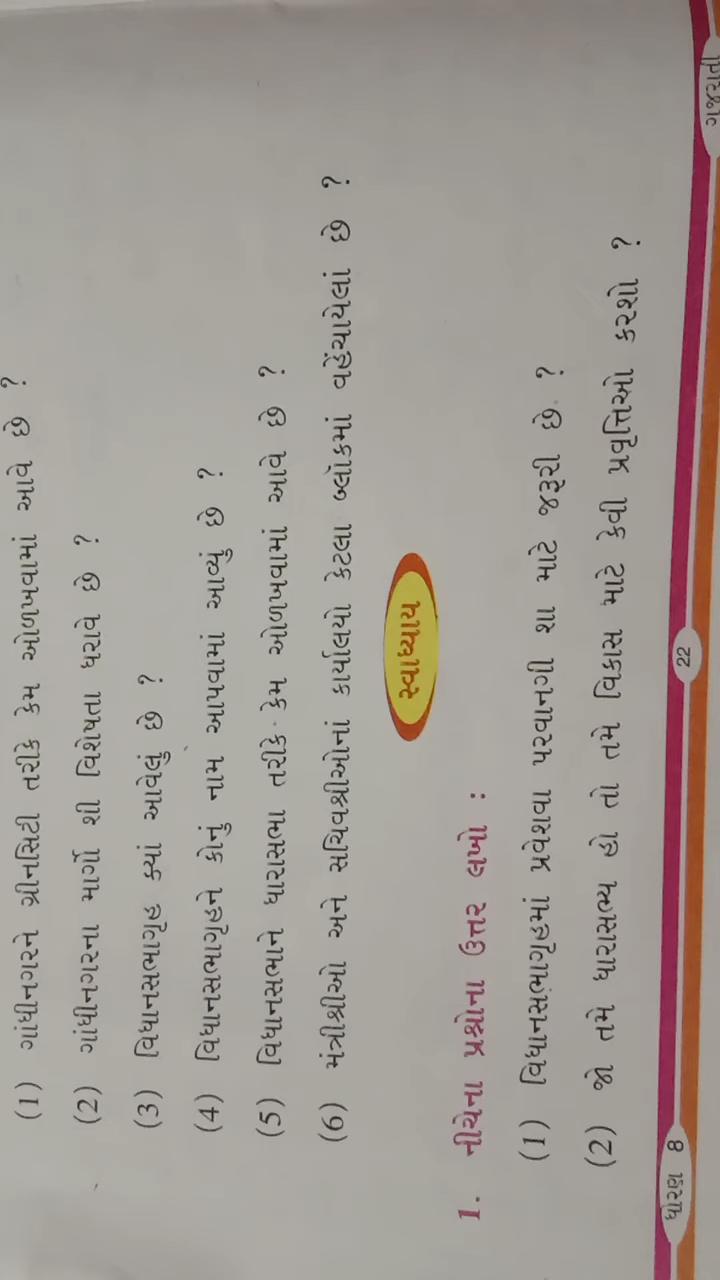 (1) ગાંધીનગરને ગ્રીનસિટી તરીકે કેમ ઓળખવામાં આવે છે ?
(2) ગાંધીનગરના માર્ગો શી વિશેષતા ધરાવે છે ?
(3) વિધાનસભાગૃહ ક્યાં આવેલું છે ?
(4) વિધાનસભાગૃહને કોનું નામ આપવામાં આવ્યું છે ?
(5) વિધાનસભાને ધારાસભા તરીકે કેમ ઓળખવામાં આવે છે ?
(6) મંત્રીશ્રીઓ અને સચિવશ્રીઓનાં કાર્યાલયો કેટલા બ્લોકમાં વહેંચાયેલાં છે ?
સ્વાધ્યાય
1. નીચેના પ્રશ્નોના ઉત્તર લખો :
(1) વિધાનસભાગૃહમાં પ્રવેશવા પરવાનગી શા માટે જરૂરી છે ?
(2) જો તમે ધારાસભ્ય હો તો તમે વિકાસ માટે કેવી પ્રવૃત્તિઓ કરશો ?
ધોરણ 8
22
ગુજરાતી